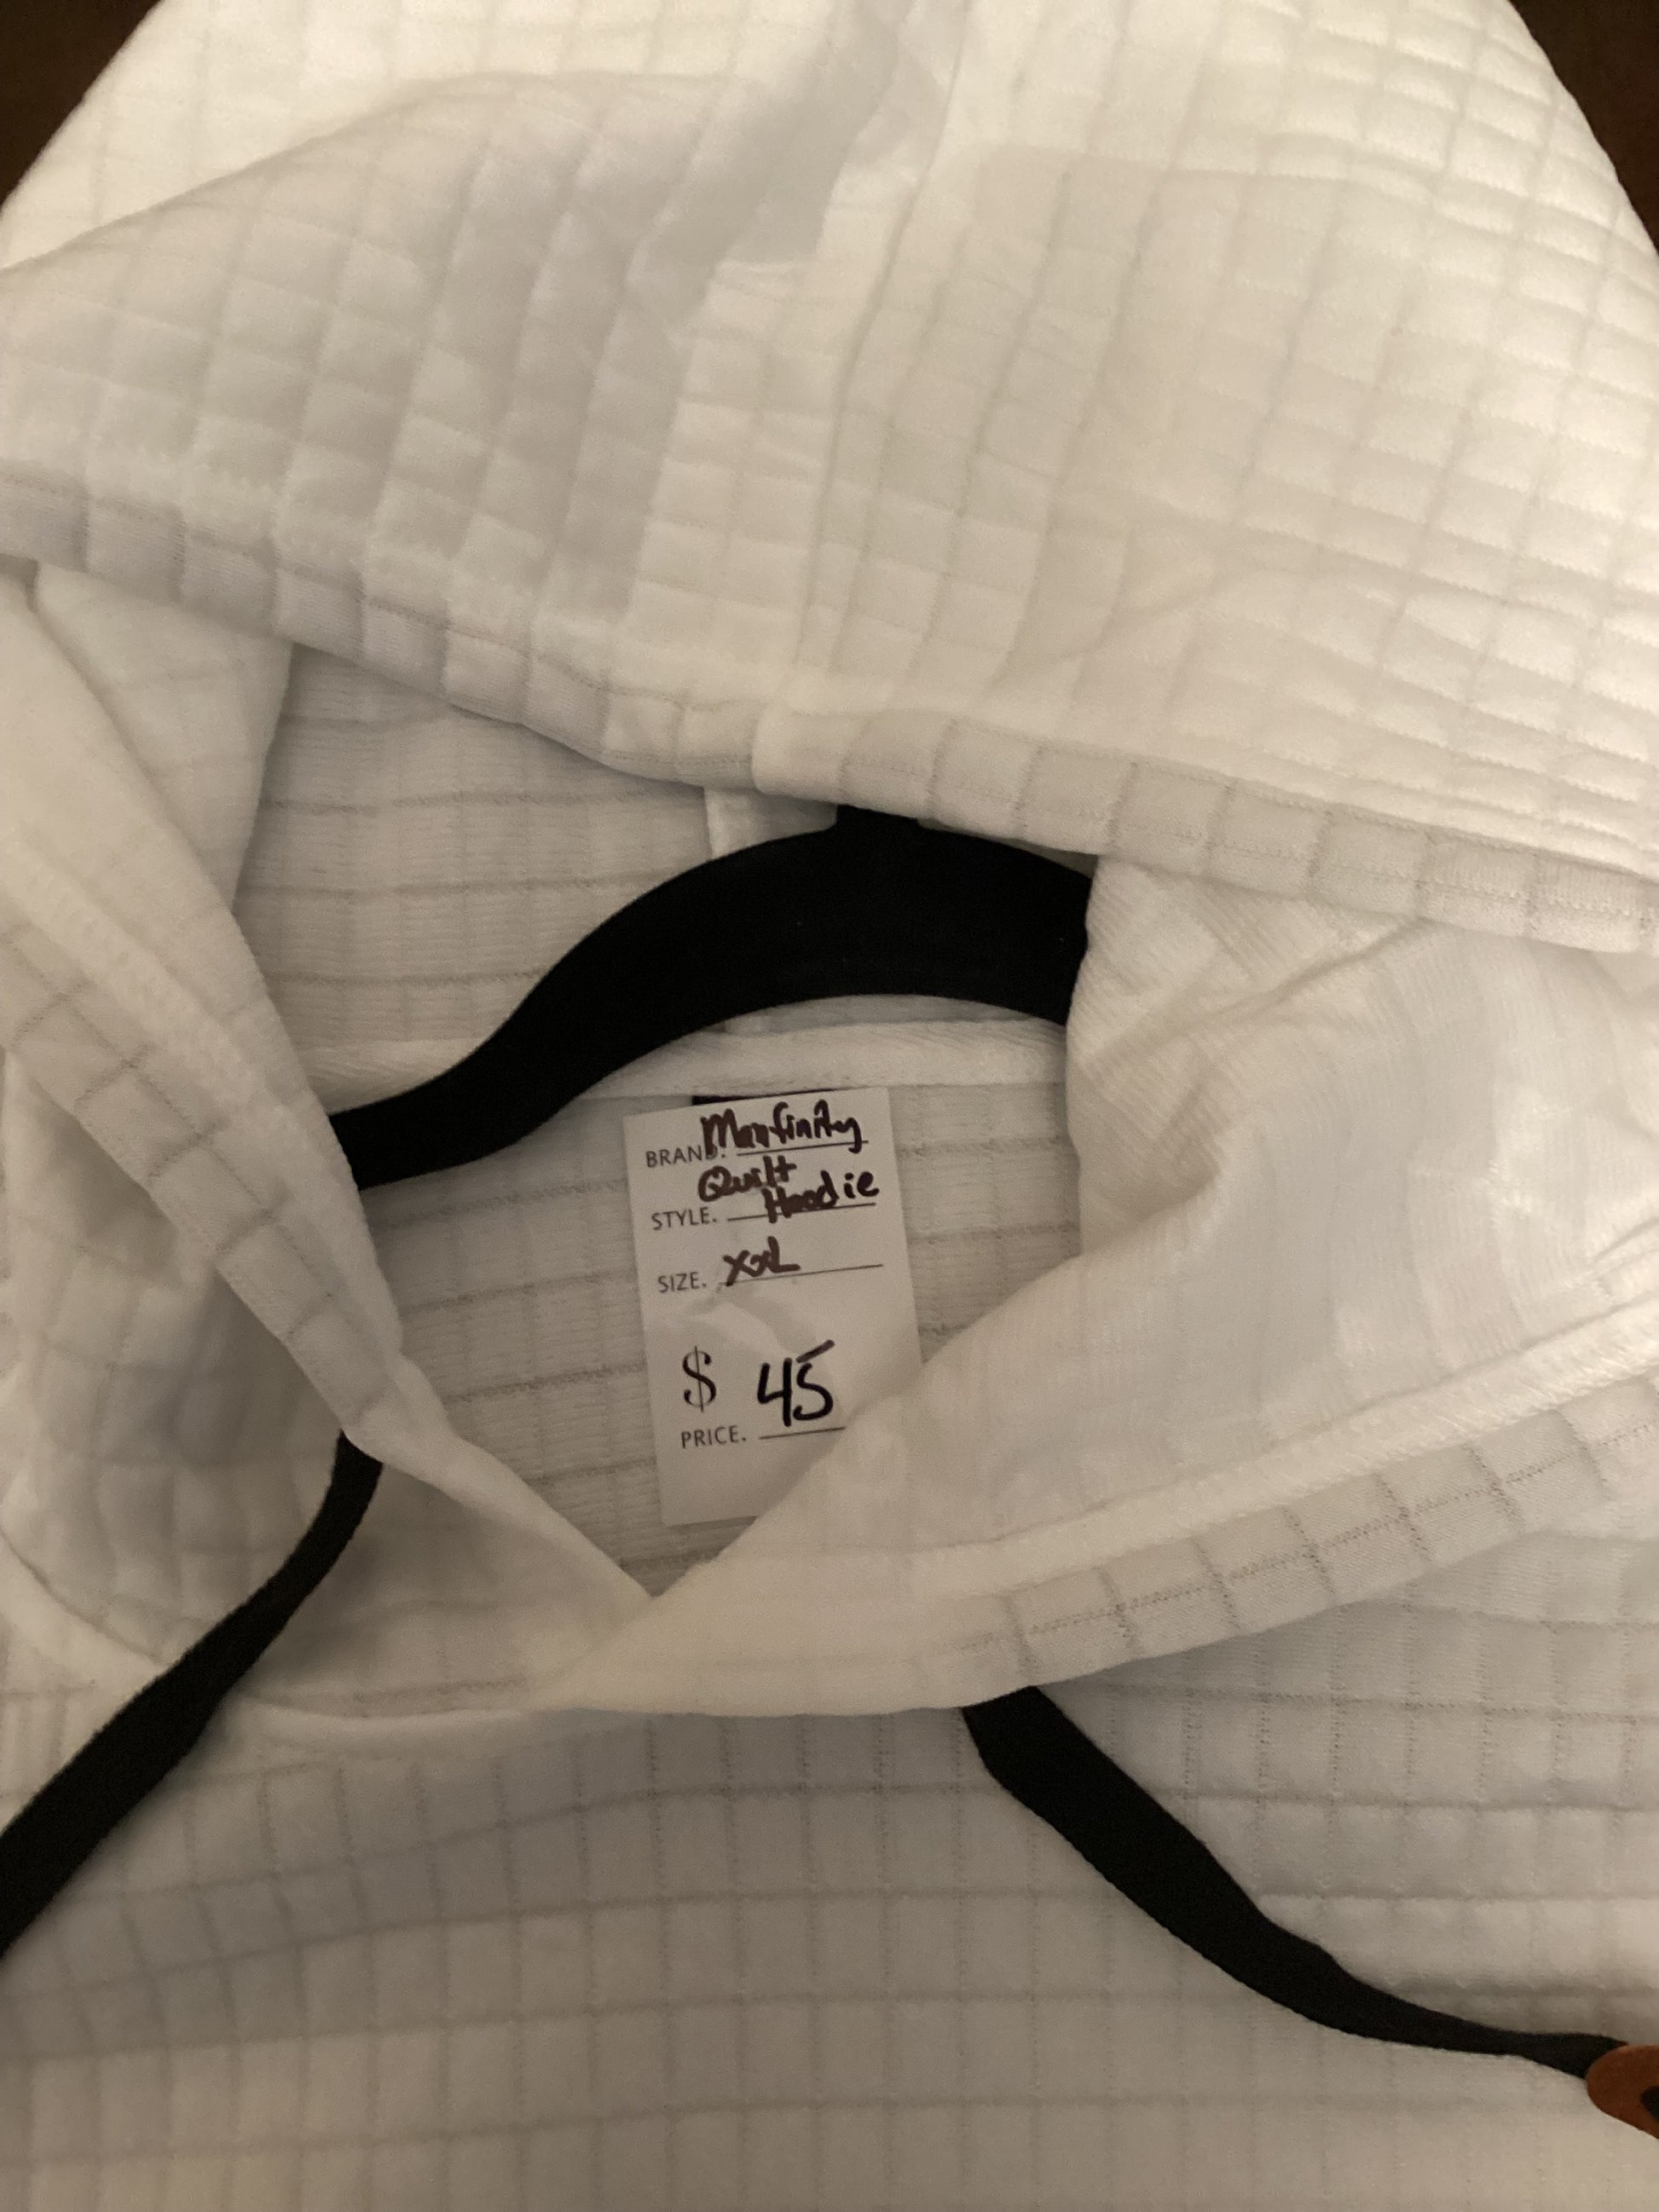 BRAND. Manfinity
Quilt
STYLE. Hoodie
SIZE. XXL
$ 45
PRICE.